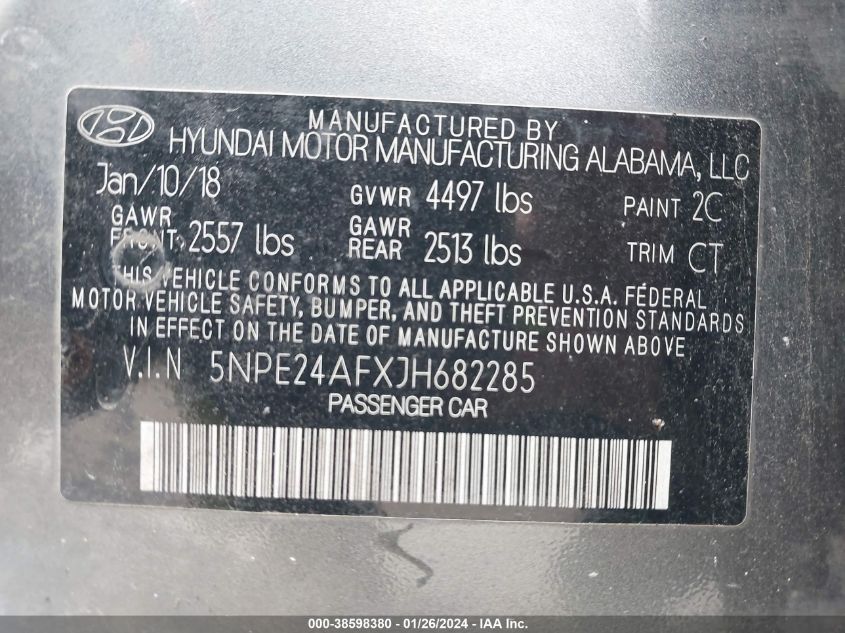 MANUFACTURED BY
HYUNDAI MOTOR MANUFACTURING ALABAMA, LLC
Jan/10/18 GVWR 4497 lbs PAINT 2C
GAWR FRONT 2557 lbs GAWR REAR 2513 lbs TRIM CT
THIS VEHICLE CONFORMS TO ALL APPLICABLE U.S.A. FEDERAL
MOTOR VEHICLE SAFETY, BUMPER, AND THEFT PREVENTION STANDARDS
IN EFFECT ON THE DATE OF MANUFACTURE SHOWN ABOVE
V.I.N 5NPE24AFXJH682285
PASSENGER CAR
000-38598380 - 01/26/2024 - IAA Inc.